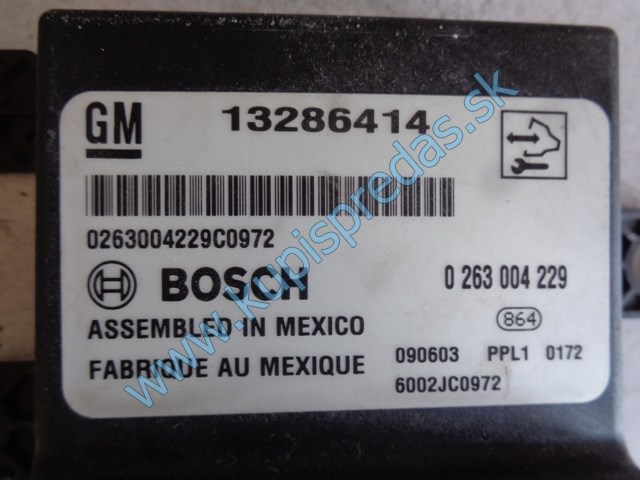 GM 13286414
0263004229C0972
BOSCH 0 263 004 229
ASSEMBLED IN MEXICO 864
FABRIQUE AU MEXIQUE 090603 PPL1 0172
6002JC0972
www.kupispredas.sk